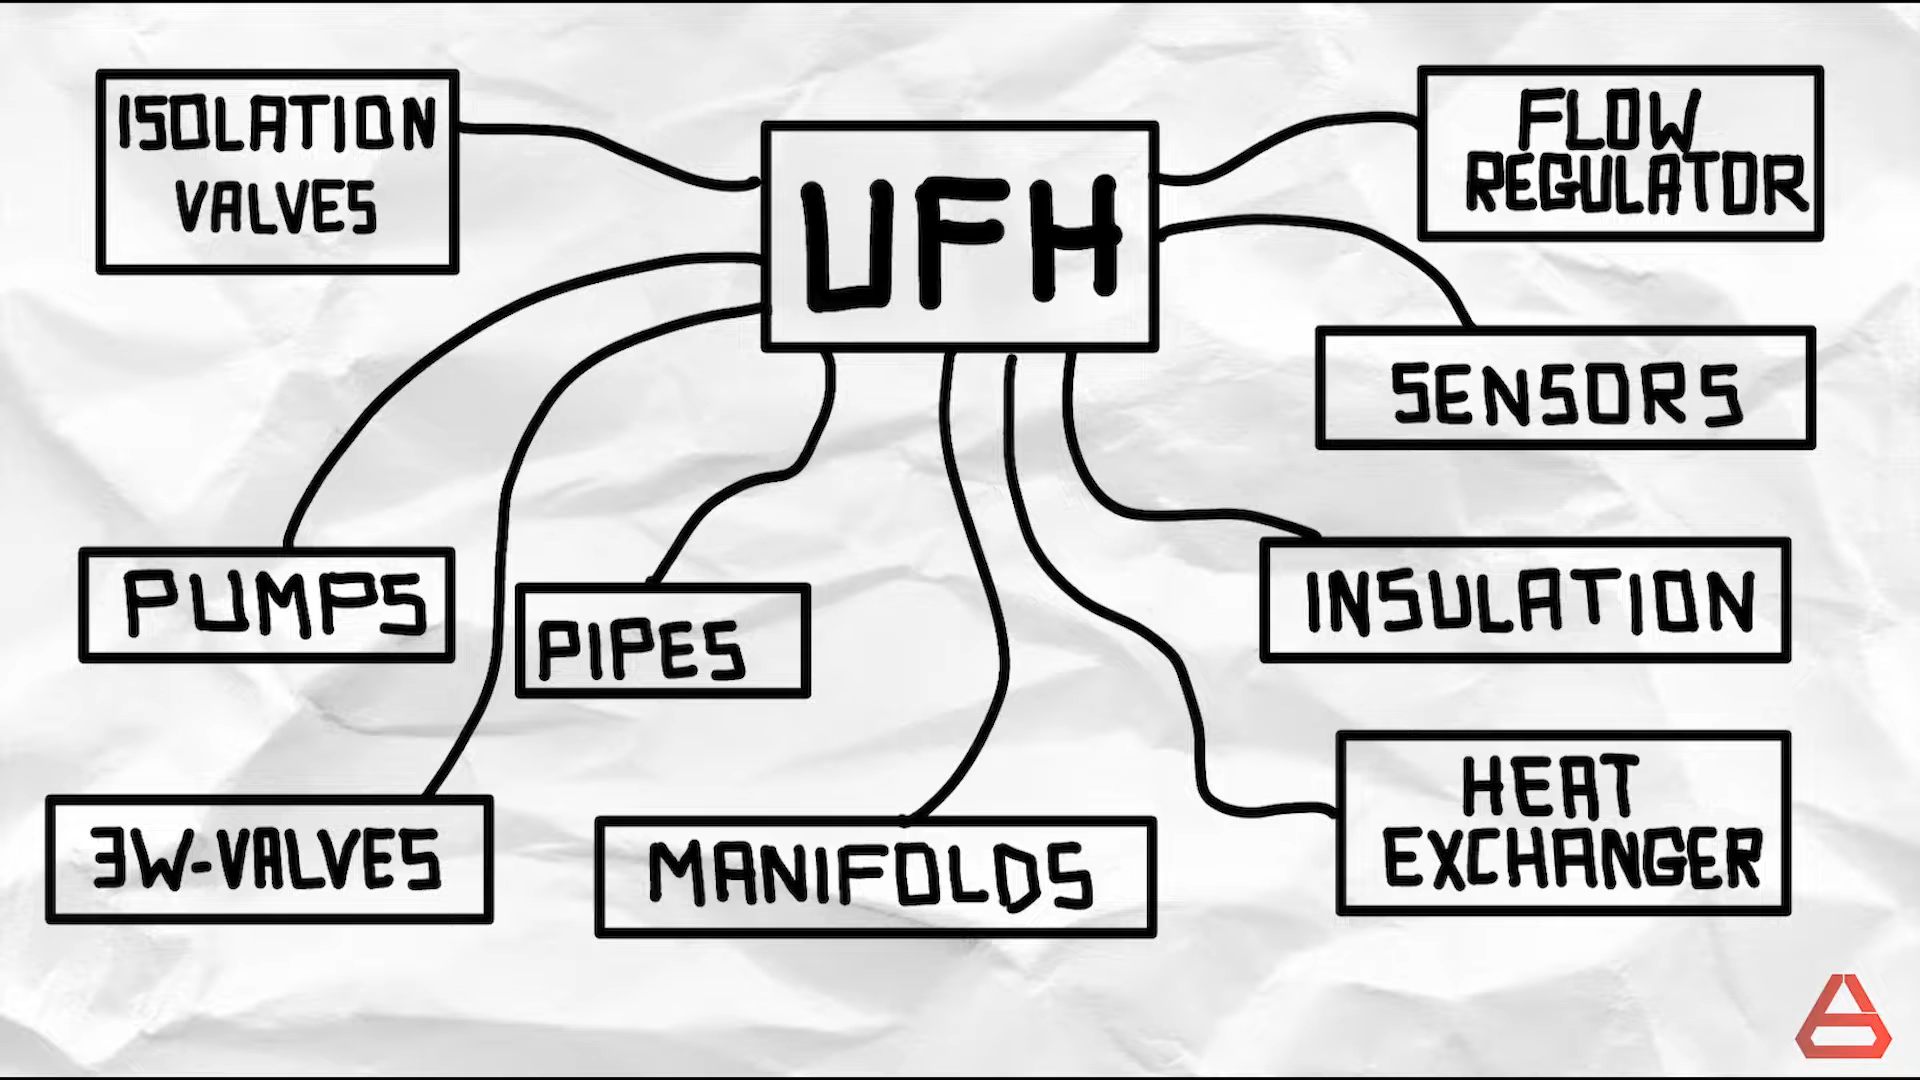 ISOLATION
VALVES
UFH
FLOW
REGULATOR
SENSORS
PUMPS
PIPES
INSULATION
3W-VALVES
MANIFOLDS
HEAT
EXCHANGER